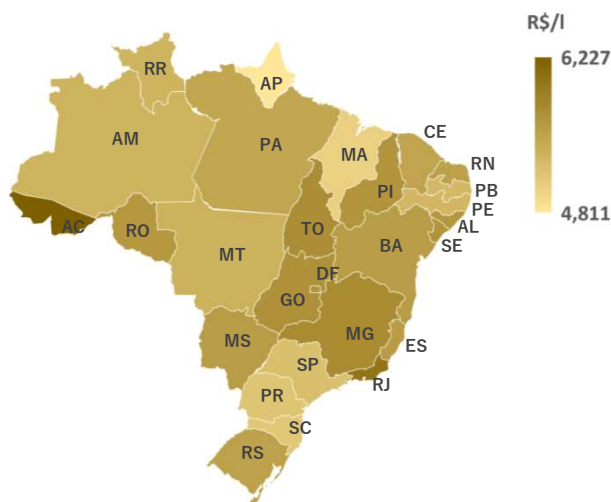 R$/l
6,227
4,811
RR
AP
AM
PA
MA
CE
RN
PI
PB
PE
AC
RO
TO
AL
SE
MT
BA
DF
GO
MG
MS
ES
SP
RJ
PR
SC
RS